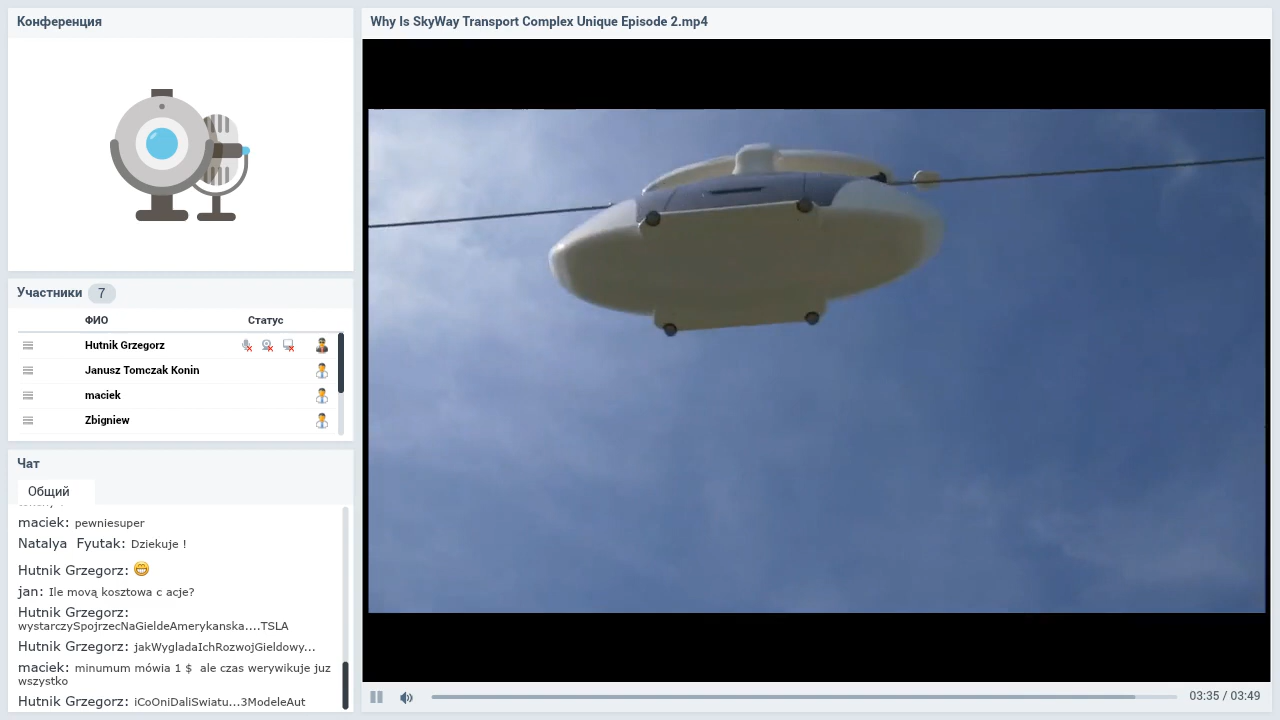 Конференция
Why Is SkyWay Transport Complex Unique Episode 2.mp4
Участники 7
ФИО Статус
Hutnik Grzegorz
Janusz Tomczak Konin
maciek
Zbigniew
Чат
Общий
maciek: pewniesuper
Natalya Fyutak: Dziekuje !
Hutnik Grzegorz:
jan: Ile mową kosztowa c acje?
Hutnik Grzegorz:
wystarczySpojrzecNaGieldeAmerykanska....TSLA
Hutnik Grzegorz: jakWygladaIchRozwojGieldowy...
maciek: minumum mówia 1 $ ale czas werywikuje juz
wszystko
Hutnik Grzegorz: iCoOniDaliSwiatu...3ModeleAut
03:35 / 03:49